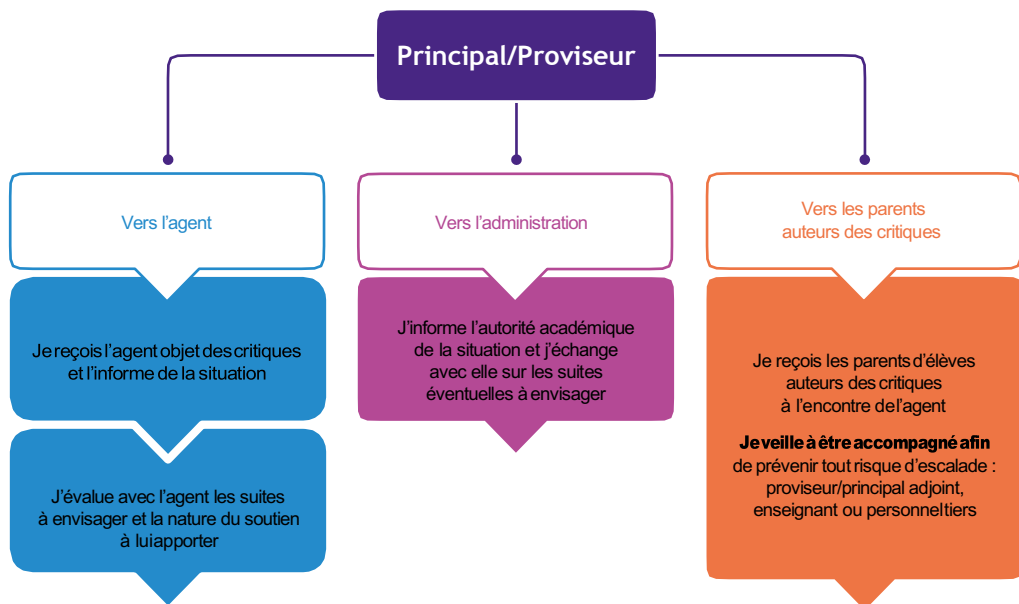 Principal/Proviseur
Vers l'agent
Je reçois l'agent objet des critiques
et l'informe de la situation
J'évalue avec l'agent les suites
à envisager et la nature du soutien
à lui apporter
Vers l'administration
J'informe l'autorité académique
de la situation et j'échange
avec elle sur les suites
éventuelles à envisager
Vers les parents
auteurs des critiques
Je reçois les parents d'élèves
auteurs des critiques
à l'encontre de l'agent
Je veille à être accompagné afin
de prévenir tout risque d'escalade :
proviseur/principal adjoint,
enseignant ou personnel tiers